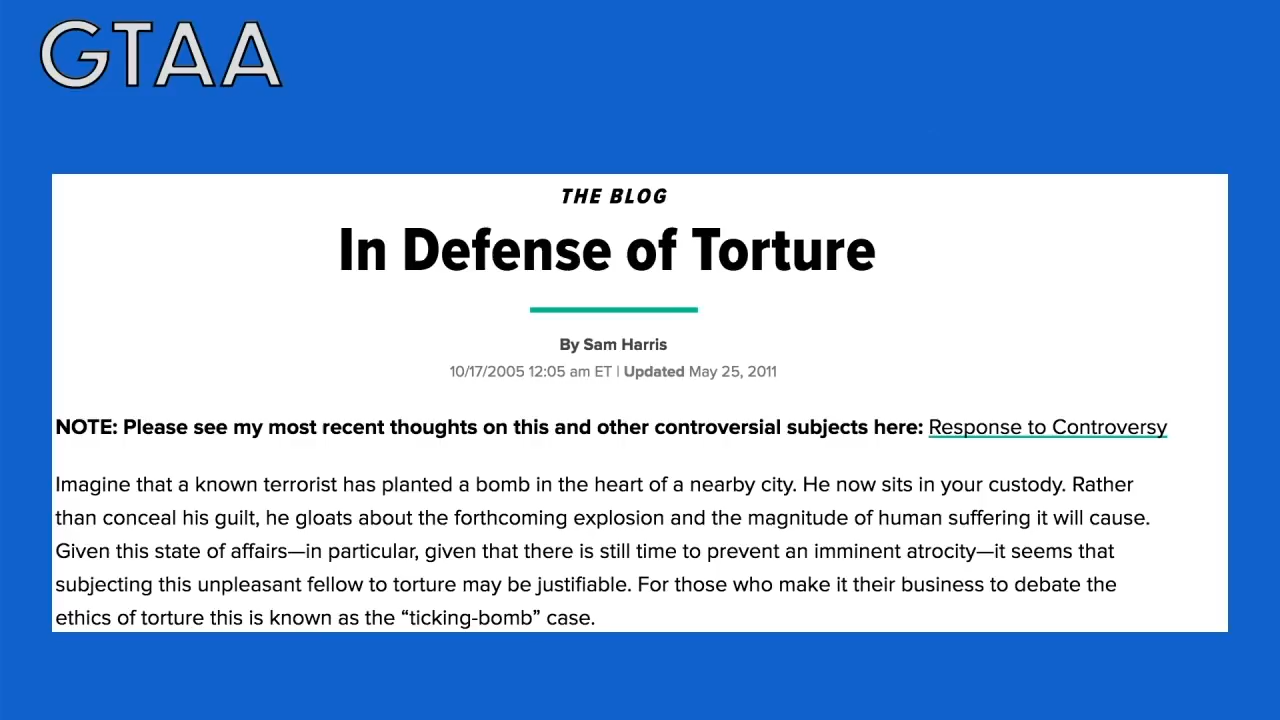 GTAA
THE BLOG
In Defense of Torture
By Sam Harris
10/17/2005 12:05 am ET | Updated May 25, 2011
NOTE: Please see my most recent thoughts on this and other controversial subjects here: Response to Controversy
Imagine that a known terrorist has planted a bomb in the heart of a nearby city. He now sits in your custody. Rather
than conceal his guilt, he gloats about the forthcoming explosion and the magnitude of human suffering it will cause.
Given this state of affairs—in particular, given that there is still time to prevent an imminent atrocity—it seems that
subjecting this unpleasant fellow to torture may be justifiable. For those who make it their business to debate the
ethics of torture this is known as the “ticking-bomb” case.